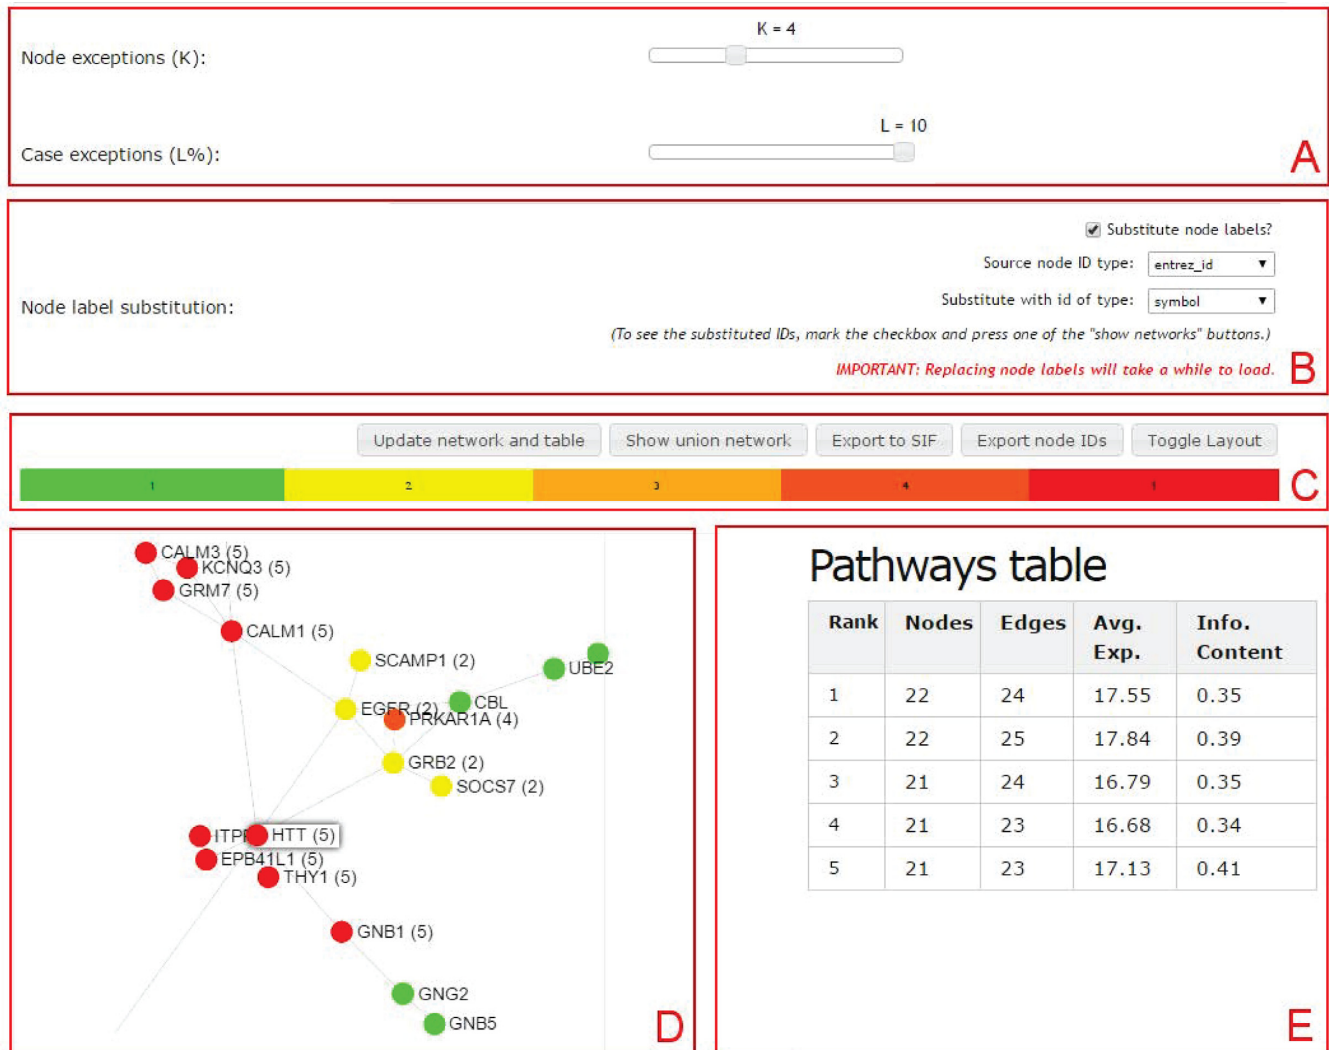 K = 4
Node exceptions (K):
L = 10
Case exceptions (L%):
A
Substitute node labels?
Source node ID type: entrez_id
Node label substitution:
Substitute with id of type: symbol
(To see the substituted IDs, mark the checkbox and press one of the "show networks" buttons.)
IMPORTANT: Replacing node labels will take a while to load.
B
Update network and table Show union network Export to SIF Export node IDs Toggle Layout
1 2 3 4
C
CALM3 (5)
KCNQ3 (5)
GRM7 (5)
CALM1 (5)
SCAMP1 (2)
UBE2
EGFR (2) CBL
PRKAR1A (4)
GRB2 (2)
SOCS7 (2)
HTT (5)
EPB41L1 (5)
THY1 (5)
GNB1 (5)
GNG2
GNB5
D
Pathways table
Rank Nodes Edges Avg. Exp. Info. Content
1 22 24 17.55 0.35
2 22 25 17.84 0.39
3 21 24 16.79 0.35
4 21 23 16.68 0.34
5 21 23 17.13 0.41
E